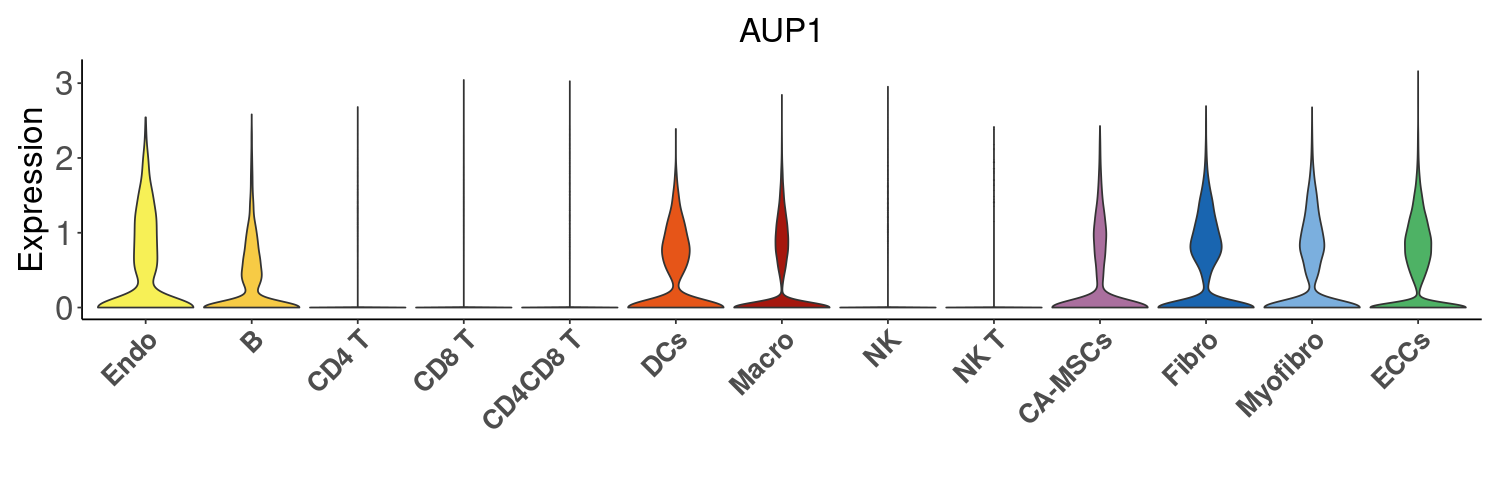 AUP1
Expression
3
2
1
0
Endo
B
CD4 T
CD8 T
CD4CD8 T
DCs
Macro
NK
NK T
CA-MSCs
Fibro
Myofibro
ECCs